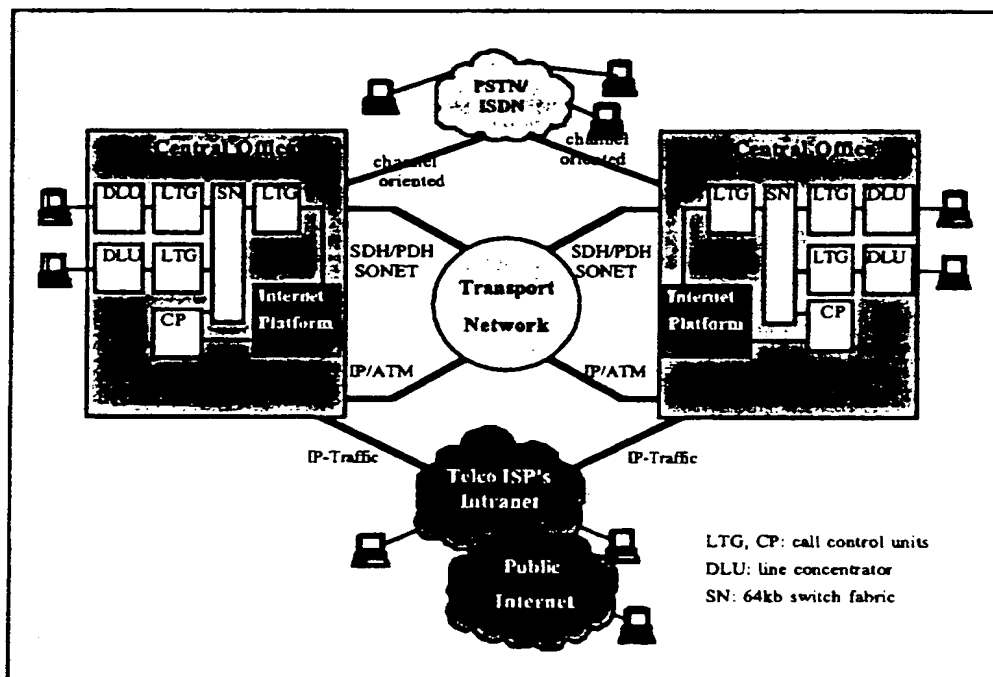 PSTN/
ISDN
Central Office
Central Office
channel
oriented
channel
oriented
DLU LTG SN LTG
LTG SN LTG DLU
DLU LTG
LTG DLU
SDH/PDH
SONET
SDH/PDH
SONET
Transport
Network
Internet
Platform
Internet
Platform
CP
CP
IP/ATM
IP/ATM
IP-Traffic
IP-Traffic
Telco ISP's
Intranet
Public
Internet
LTG, CP: call control units
DLU: line concentrator
SN: 64kb switch fabric